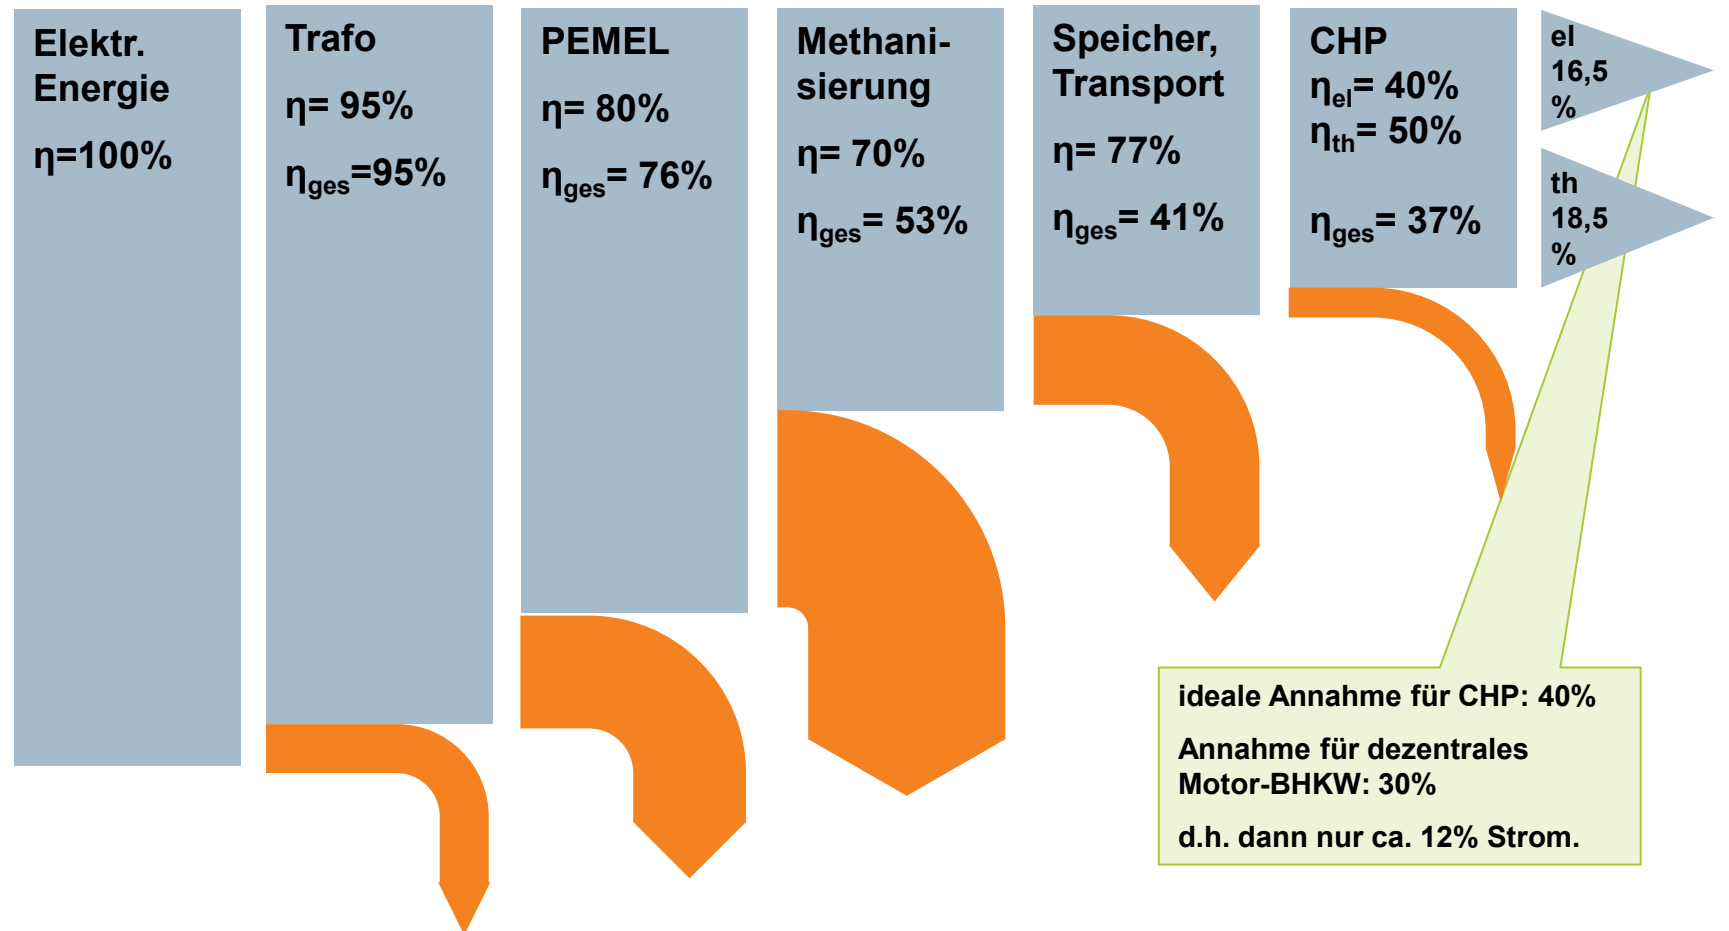 Elektr.
Energie
η=100%
Trafo
η= 95%
ηges=95%
PEMEL
η= 80%
ηges= 76%
Methani-
sierung
η= 70%
ηges= 53%
Speicher,
Transport
η= 77%
ηges= 41%
CHP
ηel= 40%
ηth= 50%
ηges= 37%
el
16,5
%
th
18,5
%
ideale Annahme für CHP: 40%
Annahme für dezentrales
Motor-BHKW: 30%
d.h. dann nur ca. 12% Strom.